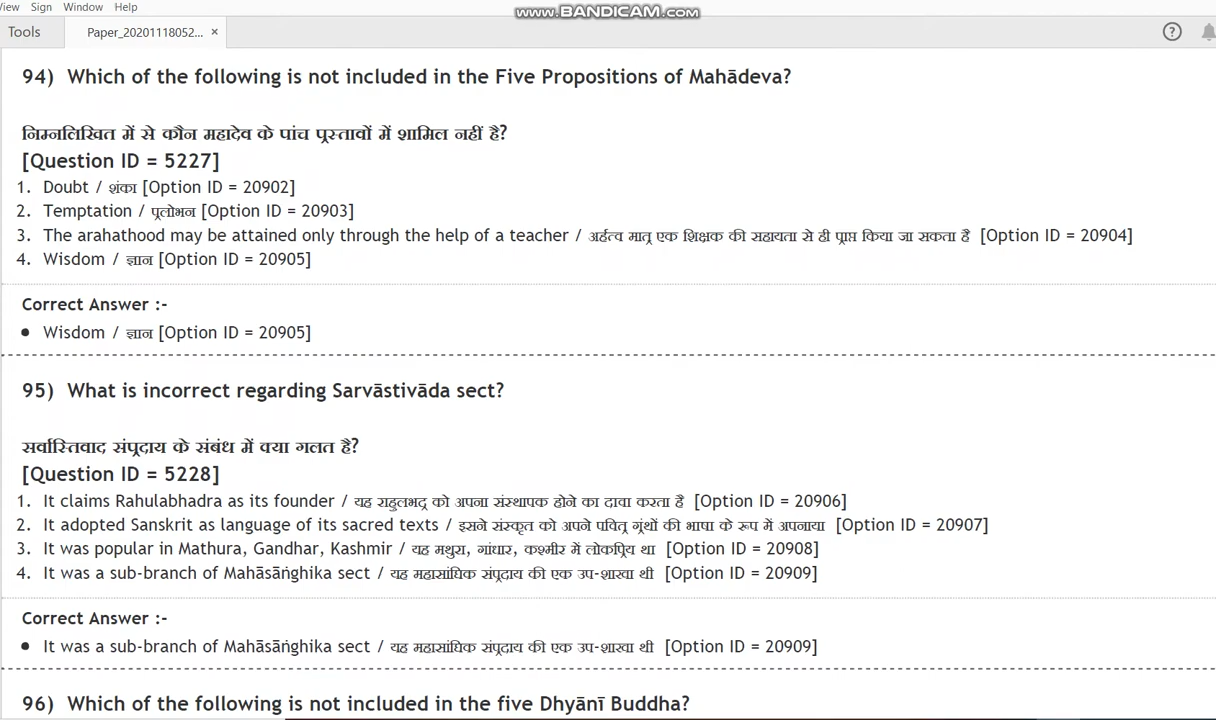 View Sign Window Help
www.BANDICAM.com
Tools Paper_20201118052... ×
94) Which of the following is not included in the Five Propositions of Mahādeva?
निम्नलिखित में से कौन महादेव के पांच प्रस्तावों में शामिल नहीं है?
[Question ID = 5227]
1. Doubt / शंका [Option ID = 20902]
2. Temptation / प्रलोभन [Option ID = 20903]
3. The arahathood may be attained only through the help of a teacher / अर्हत्व मात्र एक शिक्षक की सहायता से ही प्राप्त किया जा सकता है [Option ID = 20904]
4. Wisdom / ज्ञान [Option ID = 20905]
Correct Answer :-
• Wisdom / ज्ञान [Option ID = 20905]
95) What is incorrect regarding Sarvāstivāda sect?
सर्वास्तिवाद संप्रदाय के संबंध में क्या गलत है?
[Question ID = 5228]
1. It claims Rahulabhadra as its founder / यह राहुलभद्र को अपना संस्थापक होने का दावा करता है [Option ID = 20906]
2. It adopted Sanskrit as language of its sacred texts / इसने संस्कृत को अपने पवित्र ग्रंथों की भाषा के रूप में अपनाया [Option ID = 20907]
3. It was popular in Mathura, Gandhar, Kashmir / यह मथुरा, गांधार, कश्मीर में लोकप्रिय था [Option ID = 20908]
4. It was a sub-branch of Mahāsāṅghika sect / यह महासांघिक संप्रदाय की एक उप-शाखा थी [Option ID = 20909]
Correct Answer :-
• It was a sub-branch of Mahāsāṅghika sect / यह महासांघिक संप्रदाय की एक उप-शाखा थी [Option ID = 20909]
96) Which of the following is not included in the five Dhyānī Buddha?